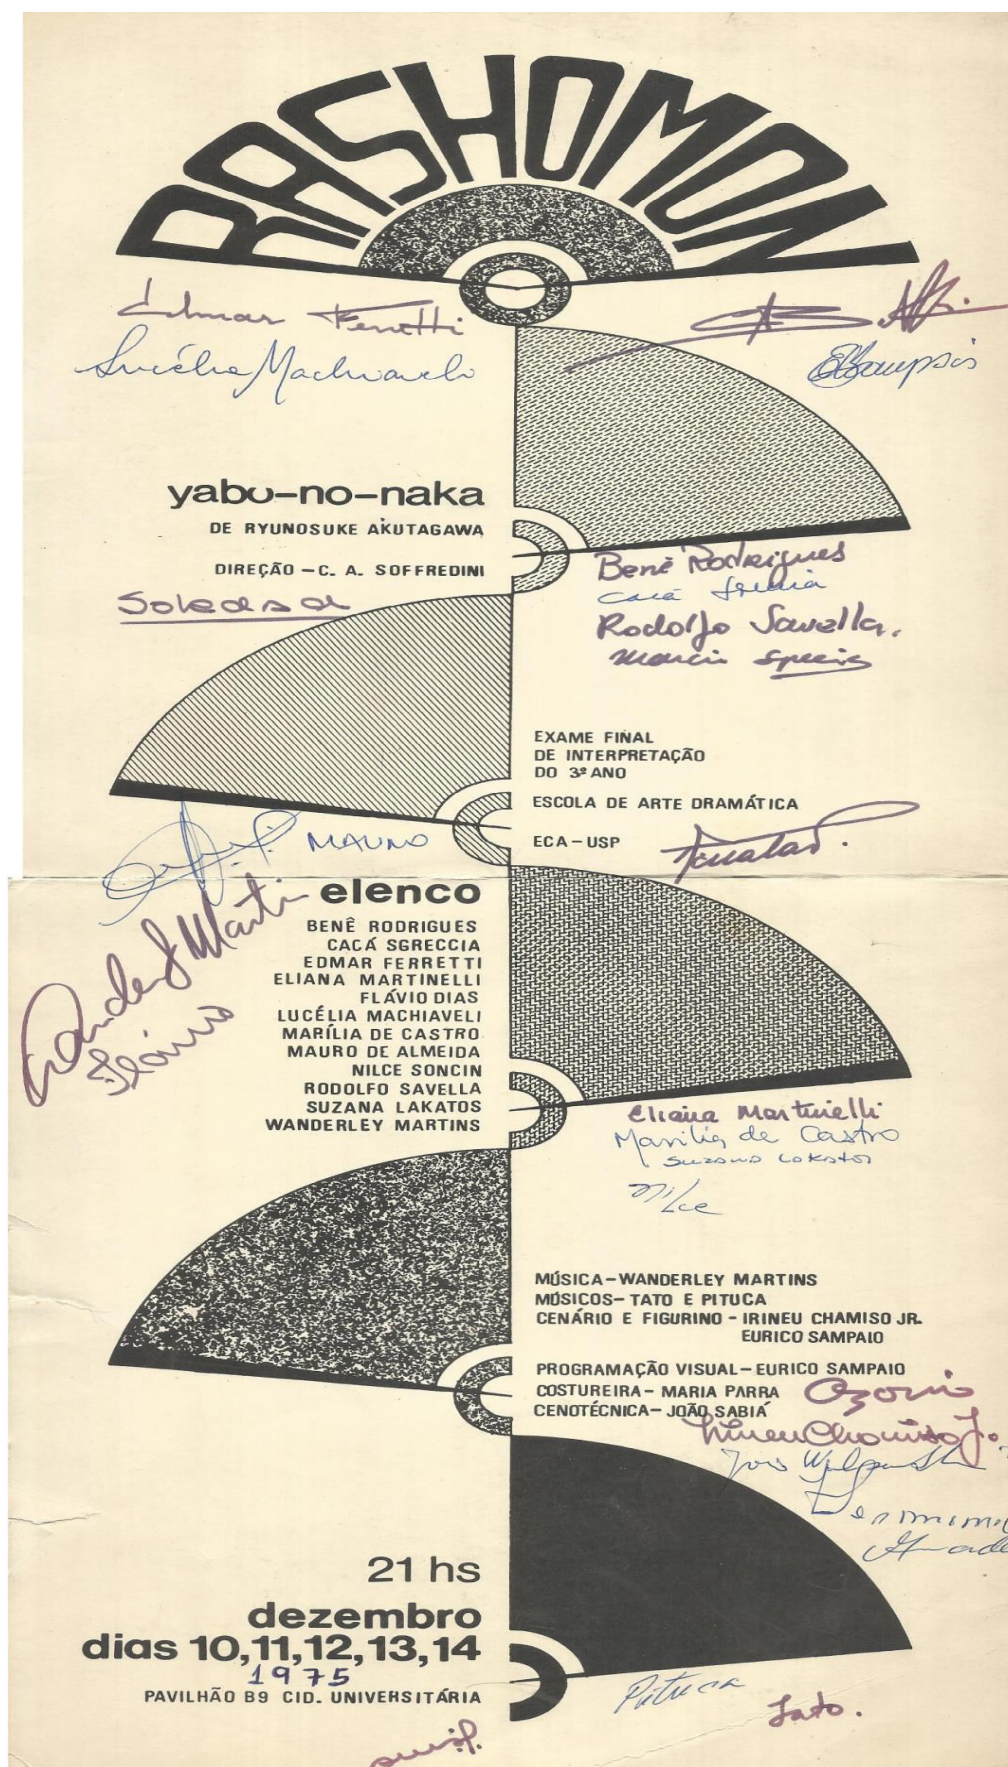 RASHOMON
Edmar Ferretti
Lucélia Machiaveli
ESampaio
yabu-no-naka
DE RYUNOSUKE AKUTAGAWA
DIREÇÃO – C. A. SOFFREDINI
Benê Rodrigues
Cacá
Rodolfo Savella.
EXAME FINAL
DE INTERPRETAÇÃO
DO 3º ANO
ESCOLA DE ARTE DRAMÁTICA
ECA – USP
MAURO
elenco
BENÊ RODRIGUES
CACÁ SGRECCIA
EDMAR FERRETTI
ELIANA MARTINELLI
FLÁVIO DIAS
LUCÉLIA MACHIAVELI
MARÍLIA DE CASTRO
MAURO DE ALMEIDA
NILCE SONCIN
RODOLFO SAVELLA
SUZANA LAKATOS
WANDERLEY MARTINS
Wanderley Martins
Flávio
Eliana Martinelli
Marília de Castro
Suzana Lakatos
Nilce
MÚSICA – WANDERLEY MARTINS
MÚSICOS – TATO E PITUCA
CENÁRIO E FIGURINO - IRINEU CHAMISO JR.
EURICO SAMPAIO
PROGRAMAÇÃO VISUAL – EURICO SAMPAIO
COSTUREIRA – MARIA PARRA
CENOTÉCNICA – JOÃO SABIÁ
Ozorio
Irineu Chamiso Jr.
21 hs
dezembro
dias 10,11,12,13,14
1975
PAVILHÃO B9 CID. UNIVERSITÁRIA
Pituca
Tato.